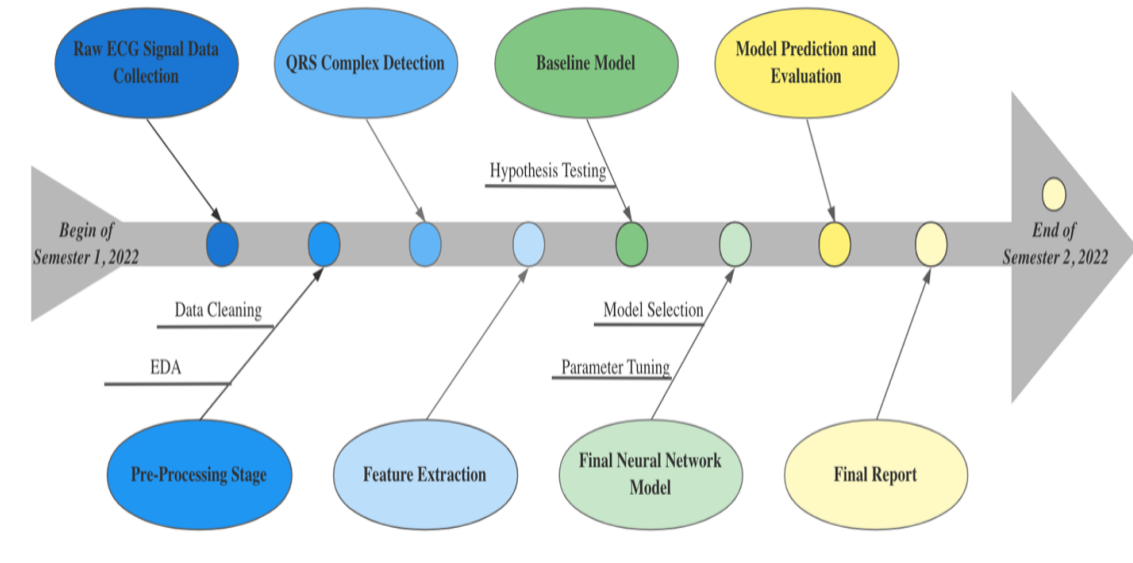 Raw ECG Signal Data
Collection
QRS Complex Detection
Baseline Model
Model Prediction and
Evaluation
Hypothesis Testing
Begin of
Semester 1, 2022
End of
Semester 2, 2022
Data Cleaning
EDA
Model Selection
Parameter Tuning
Pre-Processing Stage
Feature Extraction
Final Neural Network
Model
Final Report